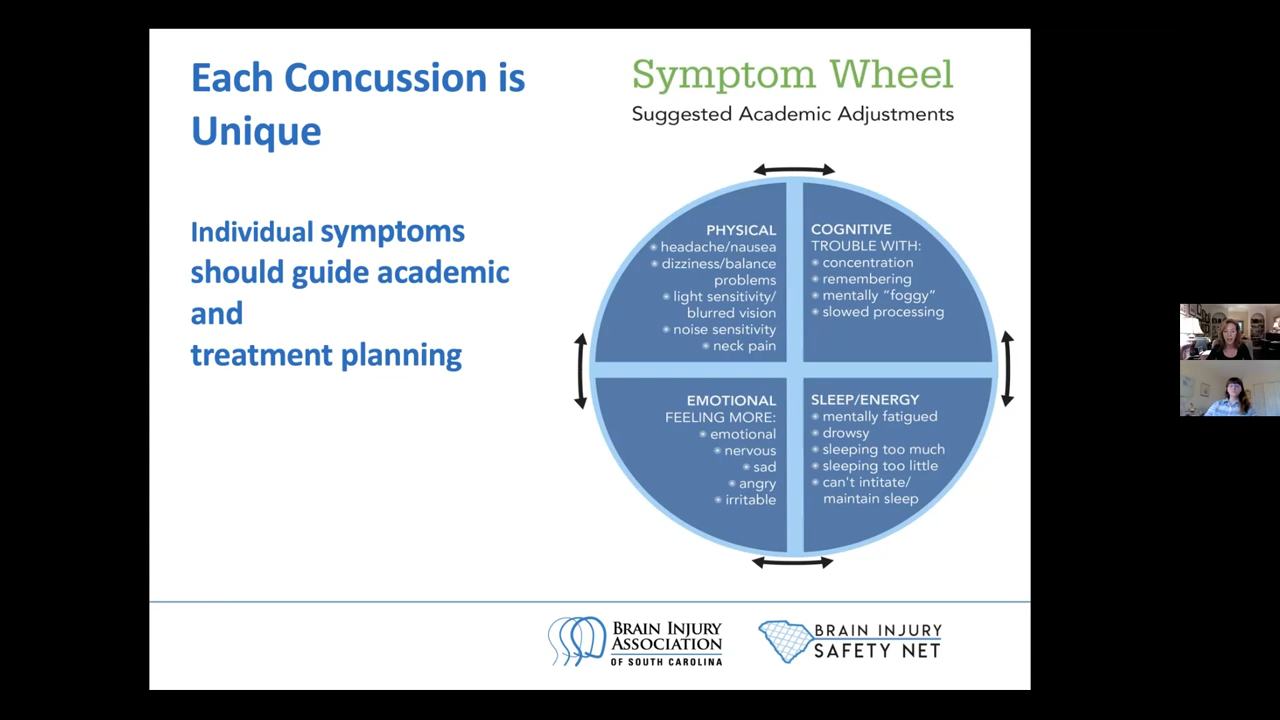 Each Concussion is
Unique
Individual symptoms
should guide academic
and
treatment planning
Symptom Wheel
Suggested Academic Adjustments
PHYSICAL
headache/nausea
dizziness/balance
problems
light sensitivity/
blurred vision
noise sensitivity
neck pain
COGNITIVE
TROUBLE WITH:
concentration
remembering
mentally “foggy”
slowed processing
EMOTIONAL
FEELING MORE:
emotional
nervous
sad
angry
irritable
SLEEP/ENERGY
mentally fatigued
drowsy
sleeping too much
sleeping too little
can't intitate/
maintain sleep
BRAIN INJURY
ASSOCIATION
OF SOUTH CAROLINA
BRAIN INJURY
SAFETY NET